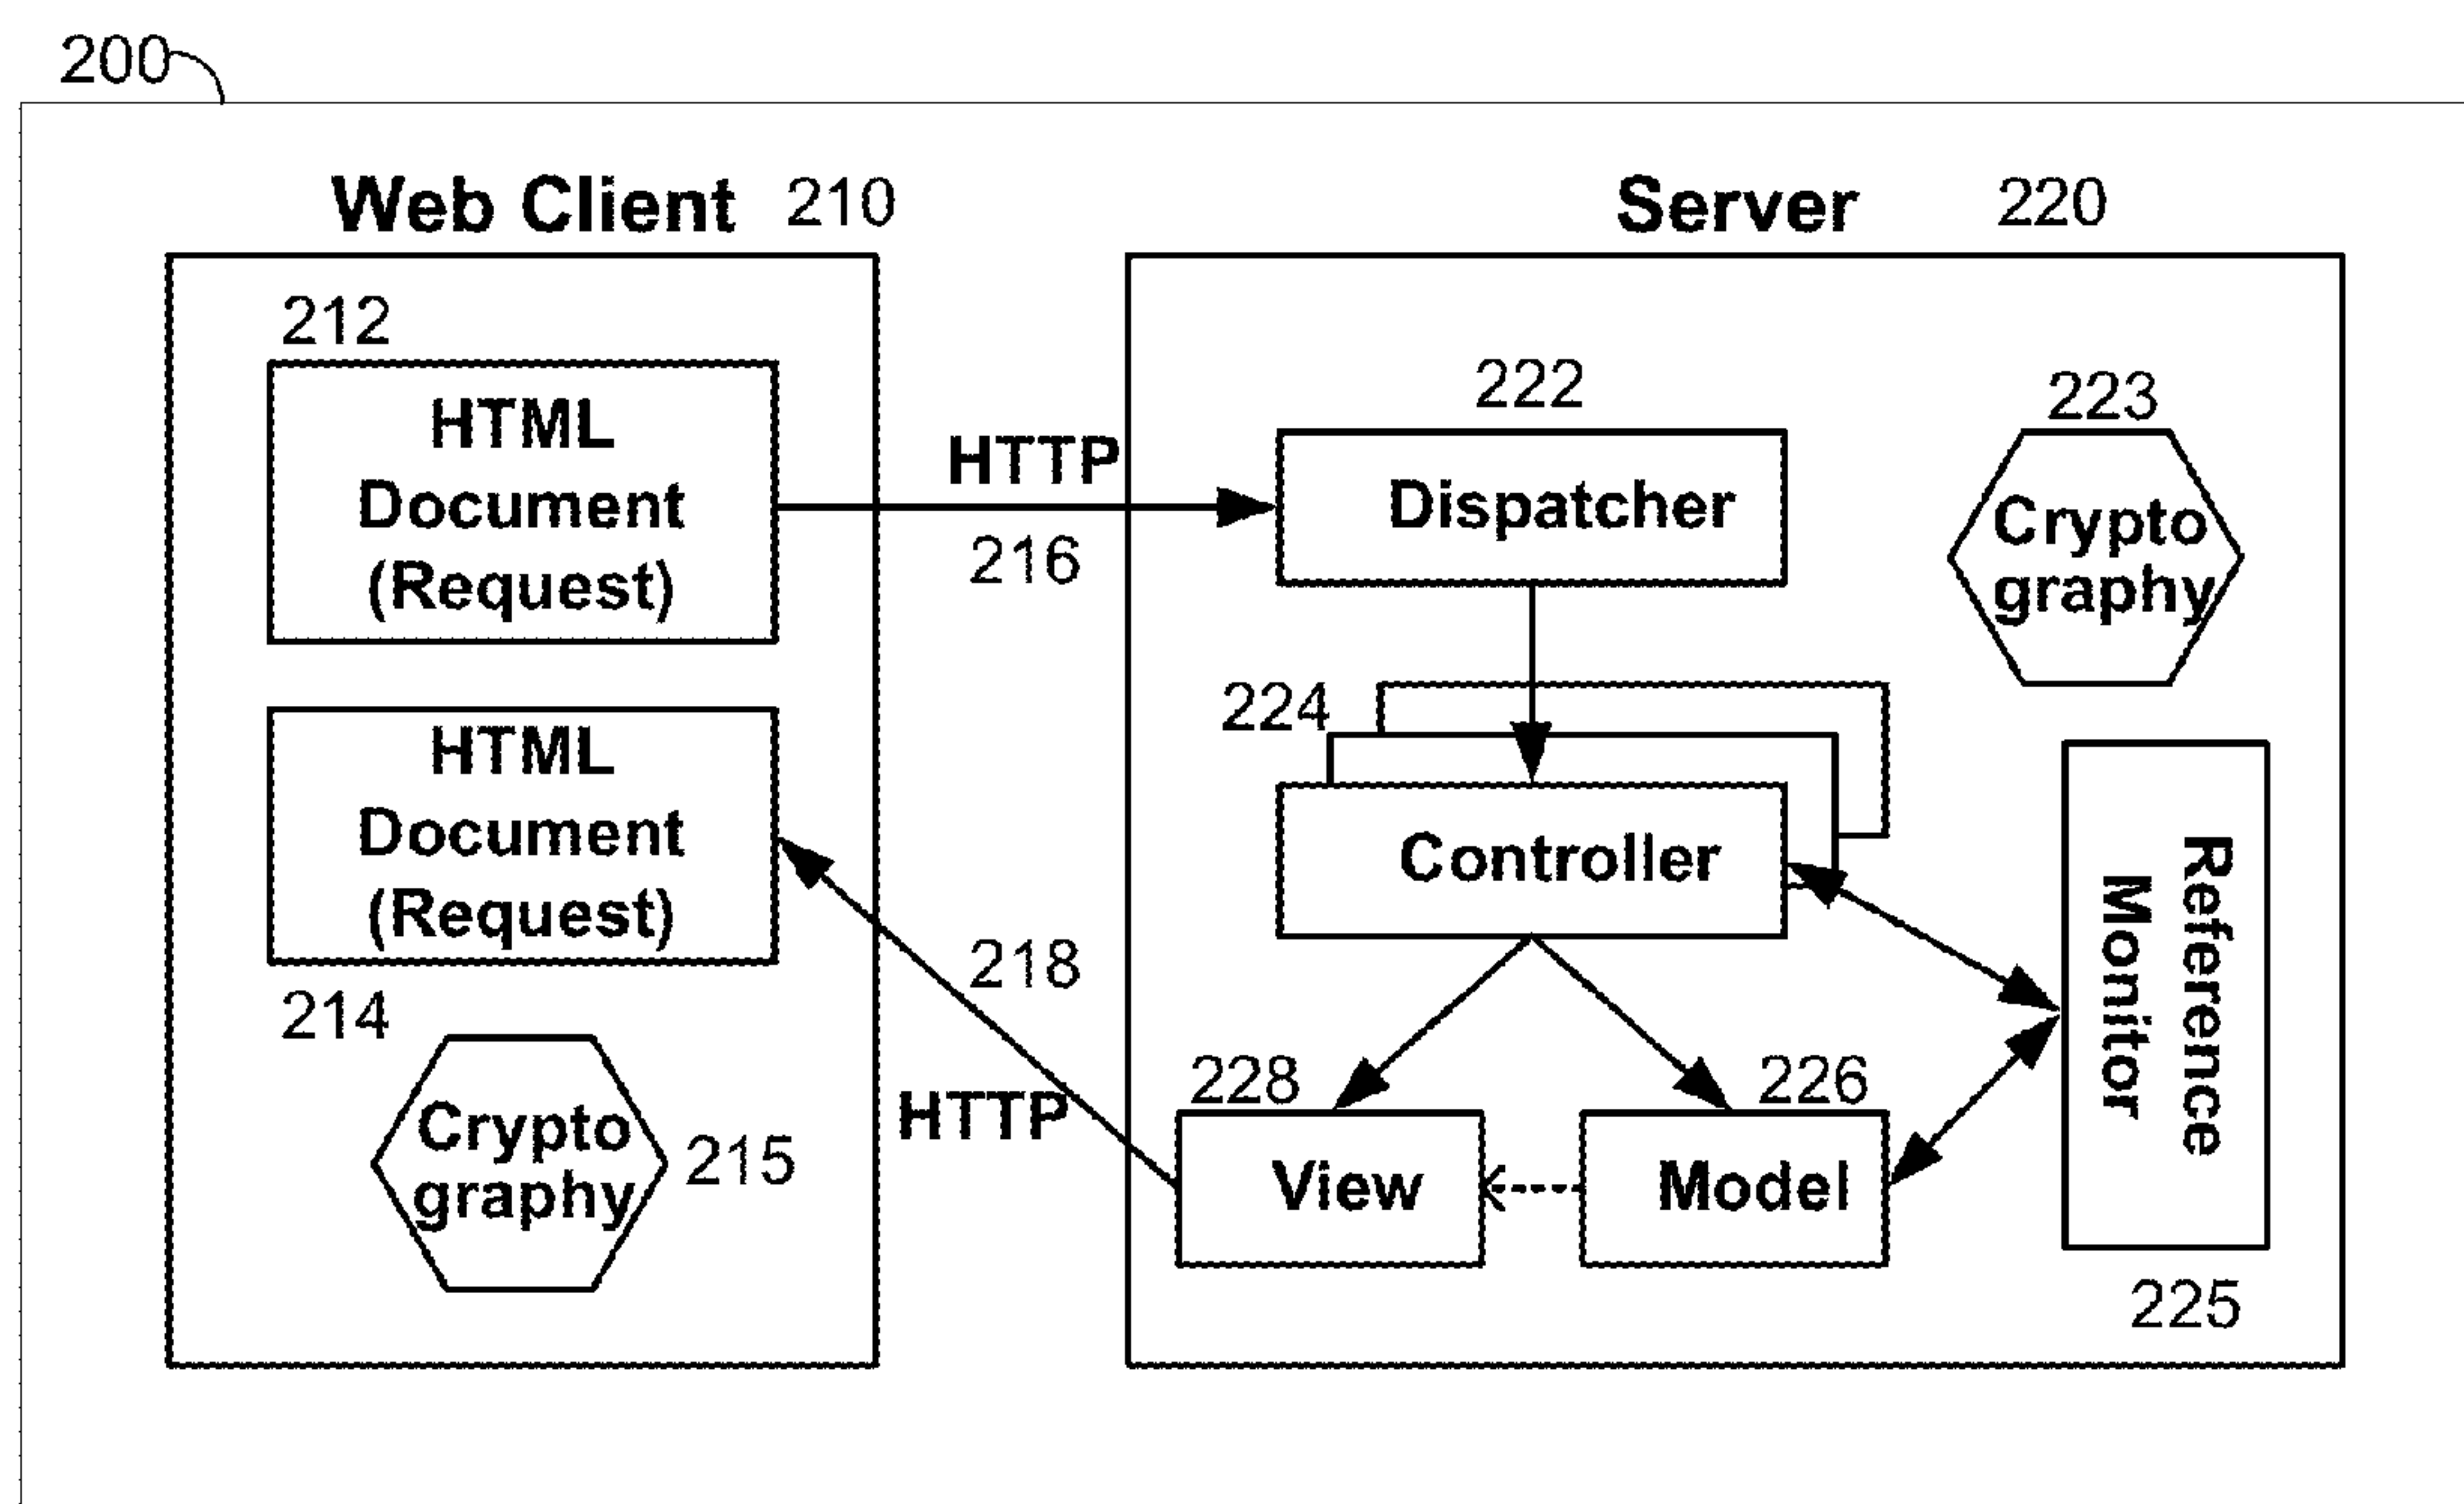 200
Web Client 210
212
HTML
Document
(Request)
HTML
Document
(Request)
214
Crypto
graphy
215
HTTP
216
218
HTTP
Server 220
222
Dispatcher
223
Crypto
graphy
224
Controller
Reference
Monitor
225
228
View
226
Model